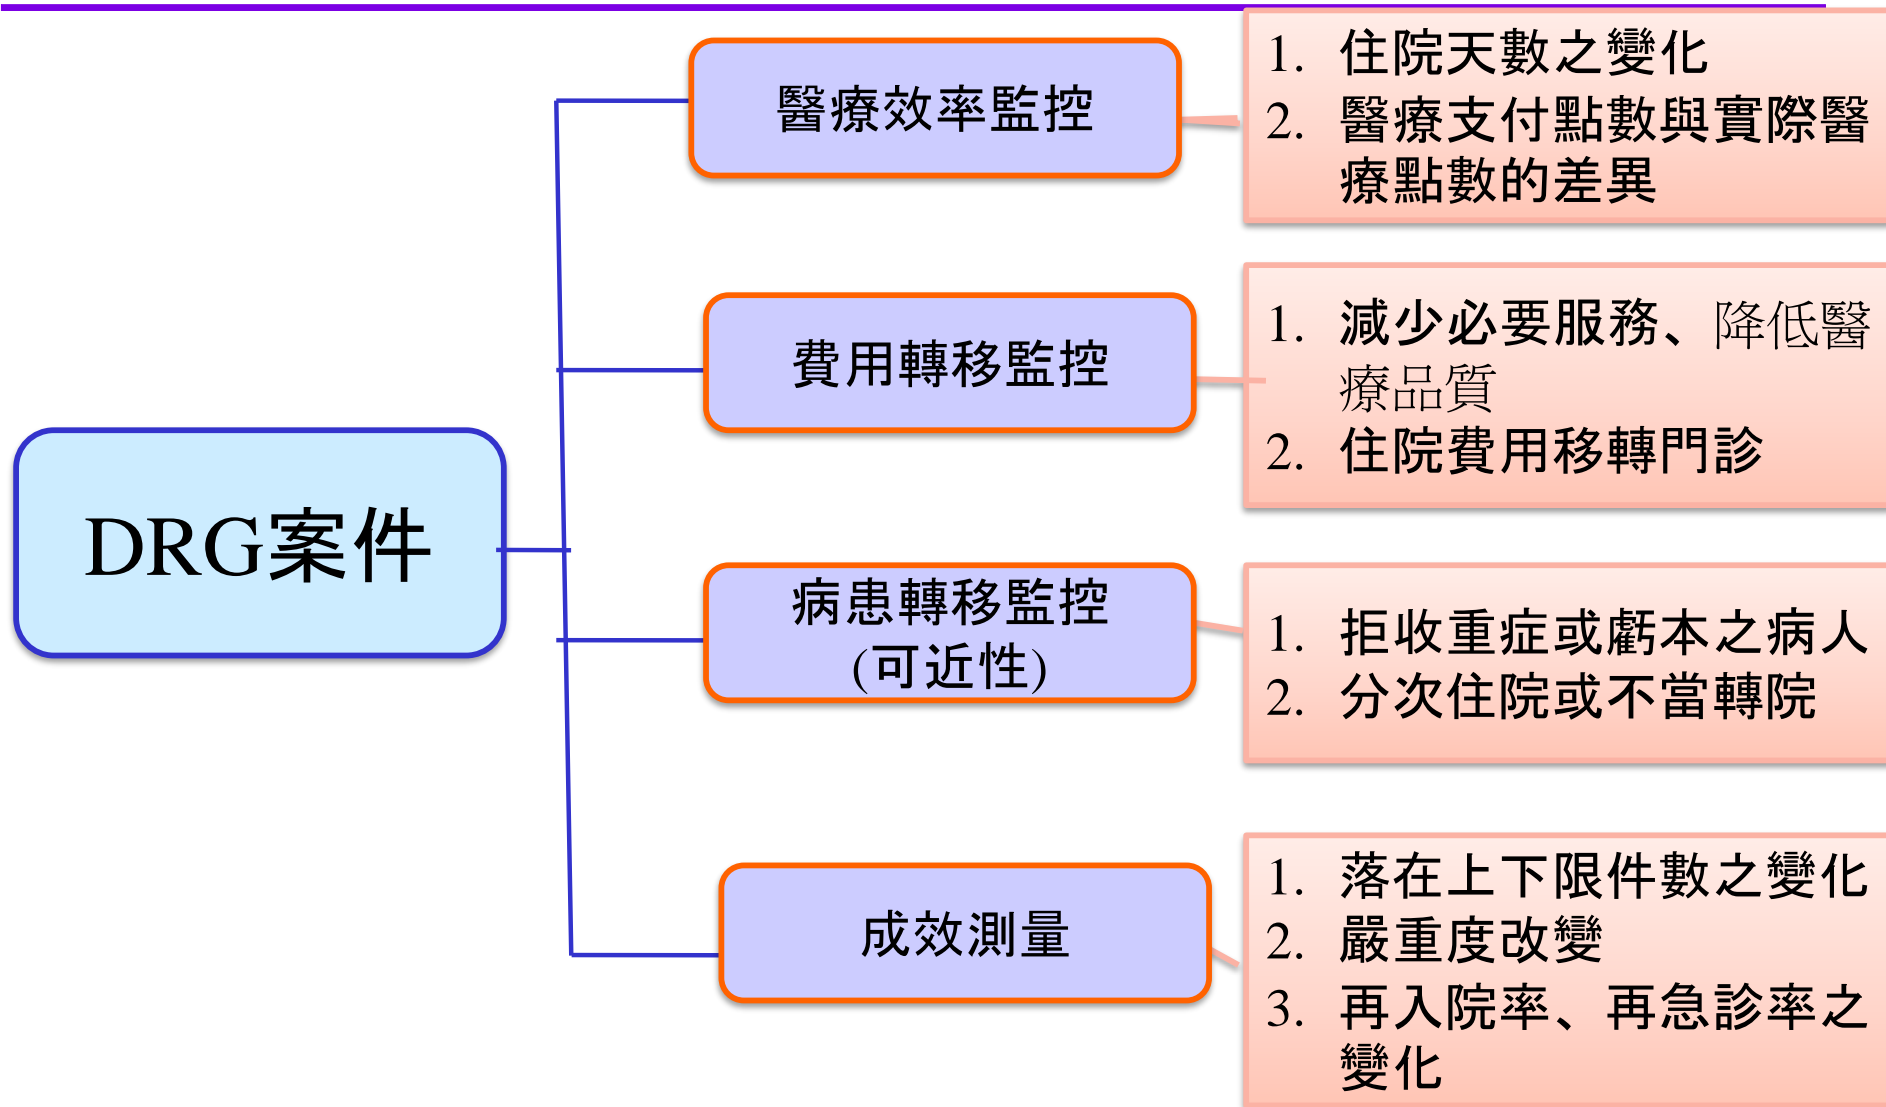 醫療效率監控
1. 住院天數之變化
2. 醫療支付點數與實際醫
療點數的差異
費用轉移監控
1. 減少必要服務、降低醫
療品質
2. 住院費用移轉門診
DRG案件
病患轉移監控
(可近性)
1. 拒收重症或虧本之病人
2. 分次住院或不當轉院
成效測量
1. 落在上下限件數之變化
2. 嚴重度改變
3. 再入院率、再急診率之
變化